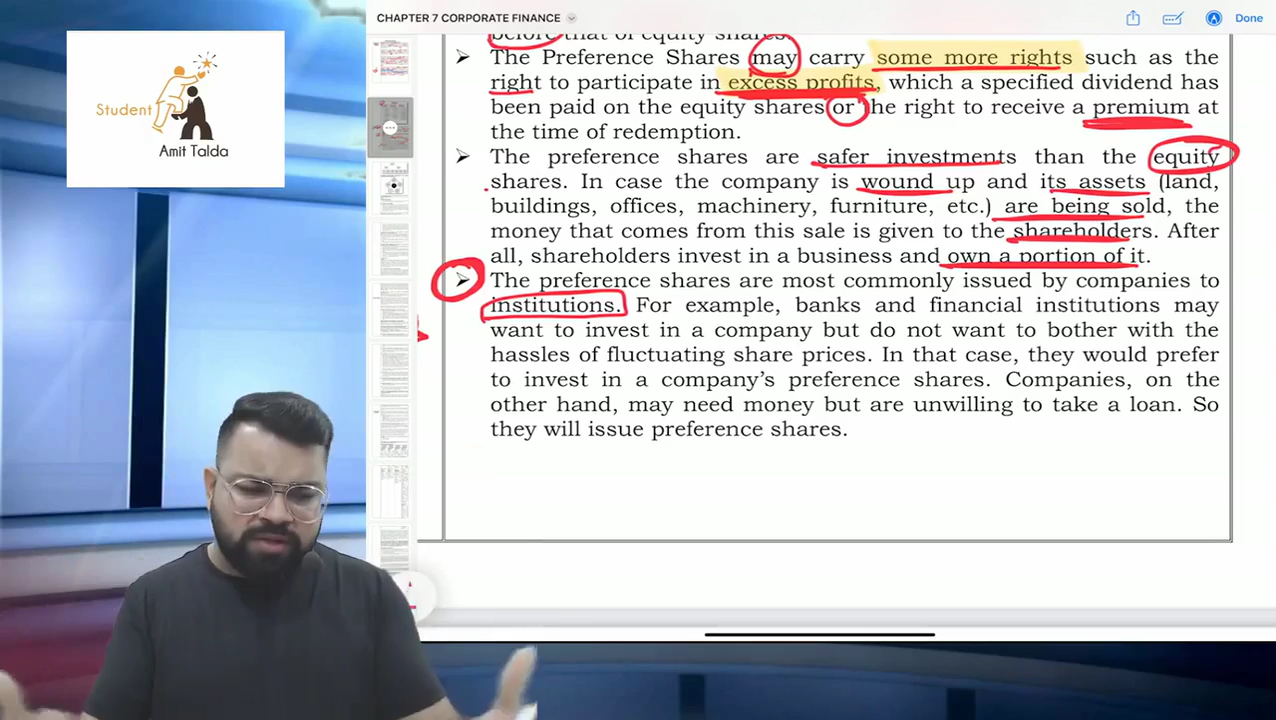 CHAPTER 7 CORPORATE FINANCE
Done
Student
Amit Talda
before that of equity shares.
The Preference shares may carry some more rights such as the
right to participate in excess profits, which a specified dividend has
been paid on the equity shares or the right to receive a premium at
the time of redemption.
The preference shares are safer investments than the equity
shares. In case the company is wound up and its assets (land,
buildings, offices, machinery, furniture, etc.) are being sold, the
money that comes from this sale is given to the shareholders. After
all, shareholders invest in a business and own a portion of it.
The preference shares are more commonly issued by companies to
institutions. For example, banks and financial institutions may
want to invest in a company but do not want to bother with the
hassles of fluctuating share prices. In that case, they would prefer
to invest in a company's preference shares. Companies, on the
other hand, may need money but are unwilling to take a loan. So
they will issue preference shares.